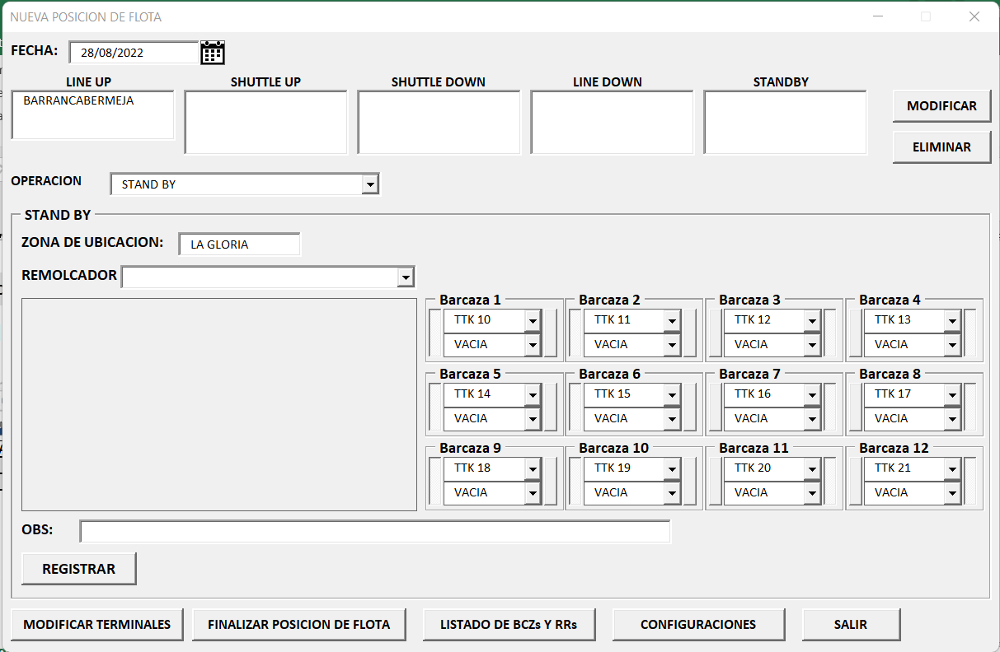 NUEVA POSICION DE FLOTA
FECHA: 28/08/2022
LINE UP SHUTTLE UP SHUTTLE DOWN LINE DOWN STANDBY
BARRANCABERMEJA
MODIFICAR
ELIMINAR
OPERACION STAND BY
STAND BY
ZONA DE UBICACION: LA GLORIA
REMOLCADOR
Barcaza 1 Barcaza 2 Barcaza 3 Barcaza 4
TTK 10 TTK 11 TTK 12 TTK 13
VACIA VACIA VACIA VACIA
Barcaza 5 Barcaza 6 Barcaza 7 Barcaza 8
TTK 14 TTK 15 TTK 16 TTK 17
VACIA VACIA VACIA VACIA
Barcaza 9 Barcaza 10 Barcaza 11 Barcaza 12
TTK 18 TTK 19 TTK 20 TTK 21
VACIA VACIA VACIA VACIA
OBS:
REGISTRAR
MODIFICAR TERMINALES FINALIZAR POSICION DE FLOTA LISTADO DE BCZs Y RRs CONFIGURACIONES SALIR